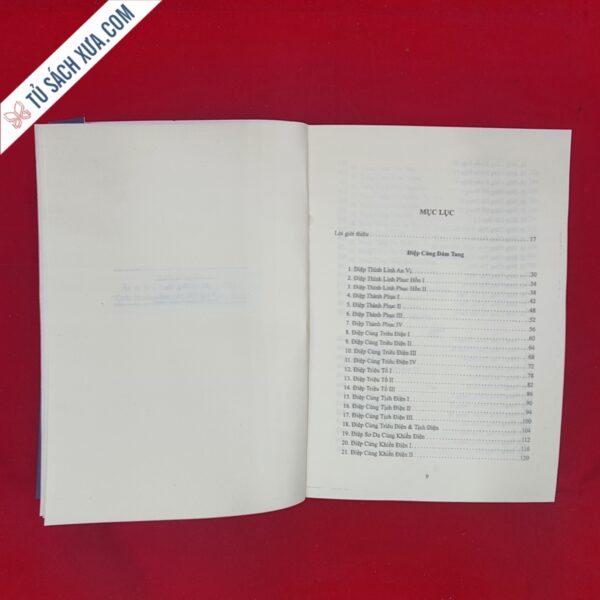 TỦ SÁCH XƯA.COM
MỤC LỤC
Lời giới thiệu 17
Điệp Cúng Đám Tang
1. Điệp Thỉnh Linh An Vị 30
2. Điệp Thỉnh Linh Phục Hồn I 34
3. Điệp Thỉnh Linh Phục Hồn II 38
4. Điệp Thành Phục I 42
5. Điệp Thành Phục II 48
6. Điệp Thành Phục III 52
7. Điệp Thành Phục IV 56
8. Điệp Cúng Triêu Điện I 60
9. Điệp Cúng Triêu Điện II 64
10. Điệp Cúng Triêu Điện III 68
11. Điệp Cúng Triêu Điện IV 72
12. Điệp Triệu Tổ I 78
13. Điệp Triệu Tổ II 82
14. Điệp Triệu Tổ III 86
15. Điệp Cúng Tịch Điện I 90
16. Điệp Cúng Tịch Điện II 94
17. Điệp Cúng Tịch Điện III 100
18. Điệp Cúng Triêu Điện & Tịch Điện 104
19. Điệp Sơ Dạ Cúng Khiển Điện 112
20. Điệp Cúng Khiển Điện I 116
21. Điệp Cúng Khiển Điện II 120
9